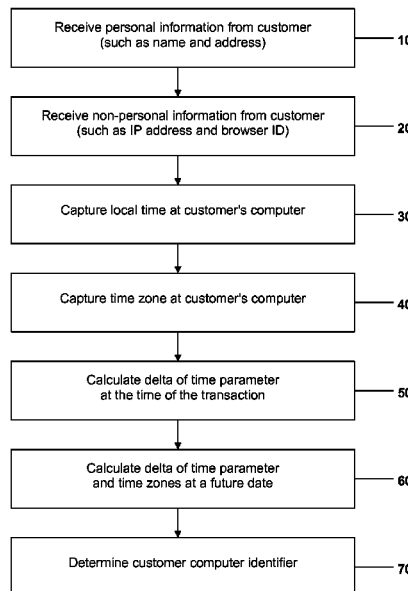 Receive personal information from customer
(such as name and address)
10
Receive non-personal information from customer
(such as IP address and browser ID)
20
Capture local time at customer's computer
30
Capture time zone at customer's computer
40
Calculate delta of time parameter
at the time of the transaction
50
Calculate delta of time parameter
and time zones at a future date
60
Determine customer computer identifier
70